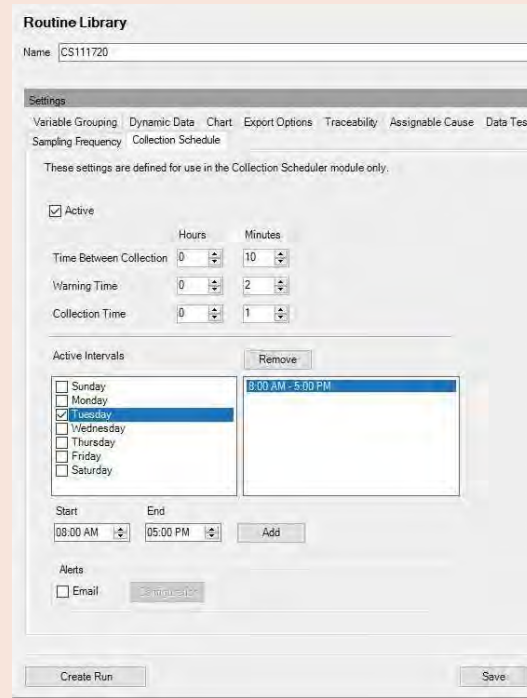 Routine Library
Name CS111720
Settings
Variable Grouping Dynamic Data Chart Export Options Traceability Assignable Cause Data Tes
Sampling Frequency Collection Schedule
These settings are defined for use in the Collection Scheduler module only.
Active
Hours Minutes
Time Between Collection 0 10
Warning Time 0 2
Collection Time 0 1
Active Intervals Remove
Sunday 8:00 AM - 5:00 PM
Monday
Tuesday
Wednesday
Thursday
Friday
Saturday
Start End
08:00 AM 05:00 PM Add
Alerts
Email
Create Run Save